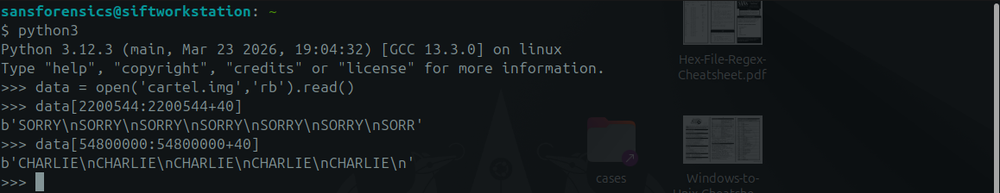 sansforensics@siftworkstation: ~
$ python3
Python 3.12.3 (main, Mar 23 2026, 19:04:32) [GCC 13.3.0] on linux
Type "help", "copyright", "credits" or "license" for more information.
>>> data = open('cartel.img','rb').read()
>>> data[2200544:2200544+40]
b'SORRY\nSORRY\nSORRY\nSORRY\nSORRY\nSORRY\nSORR'
>>> data[54800000:54800000+40]
b'CHARLIE\nCHARLIE\nCHARLIE\nCHARLIE\nCHARLIE\n'
>>>
Hex-File-Regex-
Cheatsheet.pdf
cases
Windows-to-